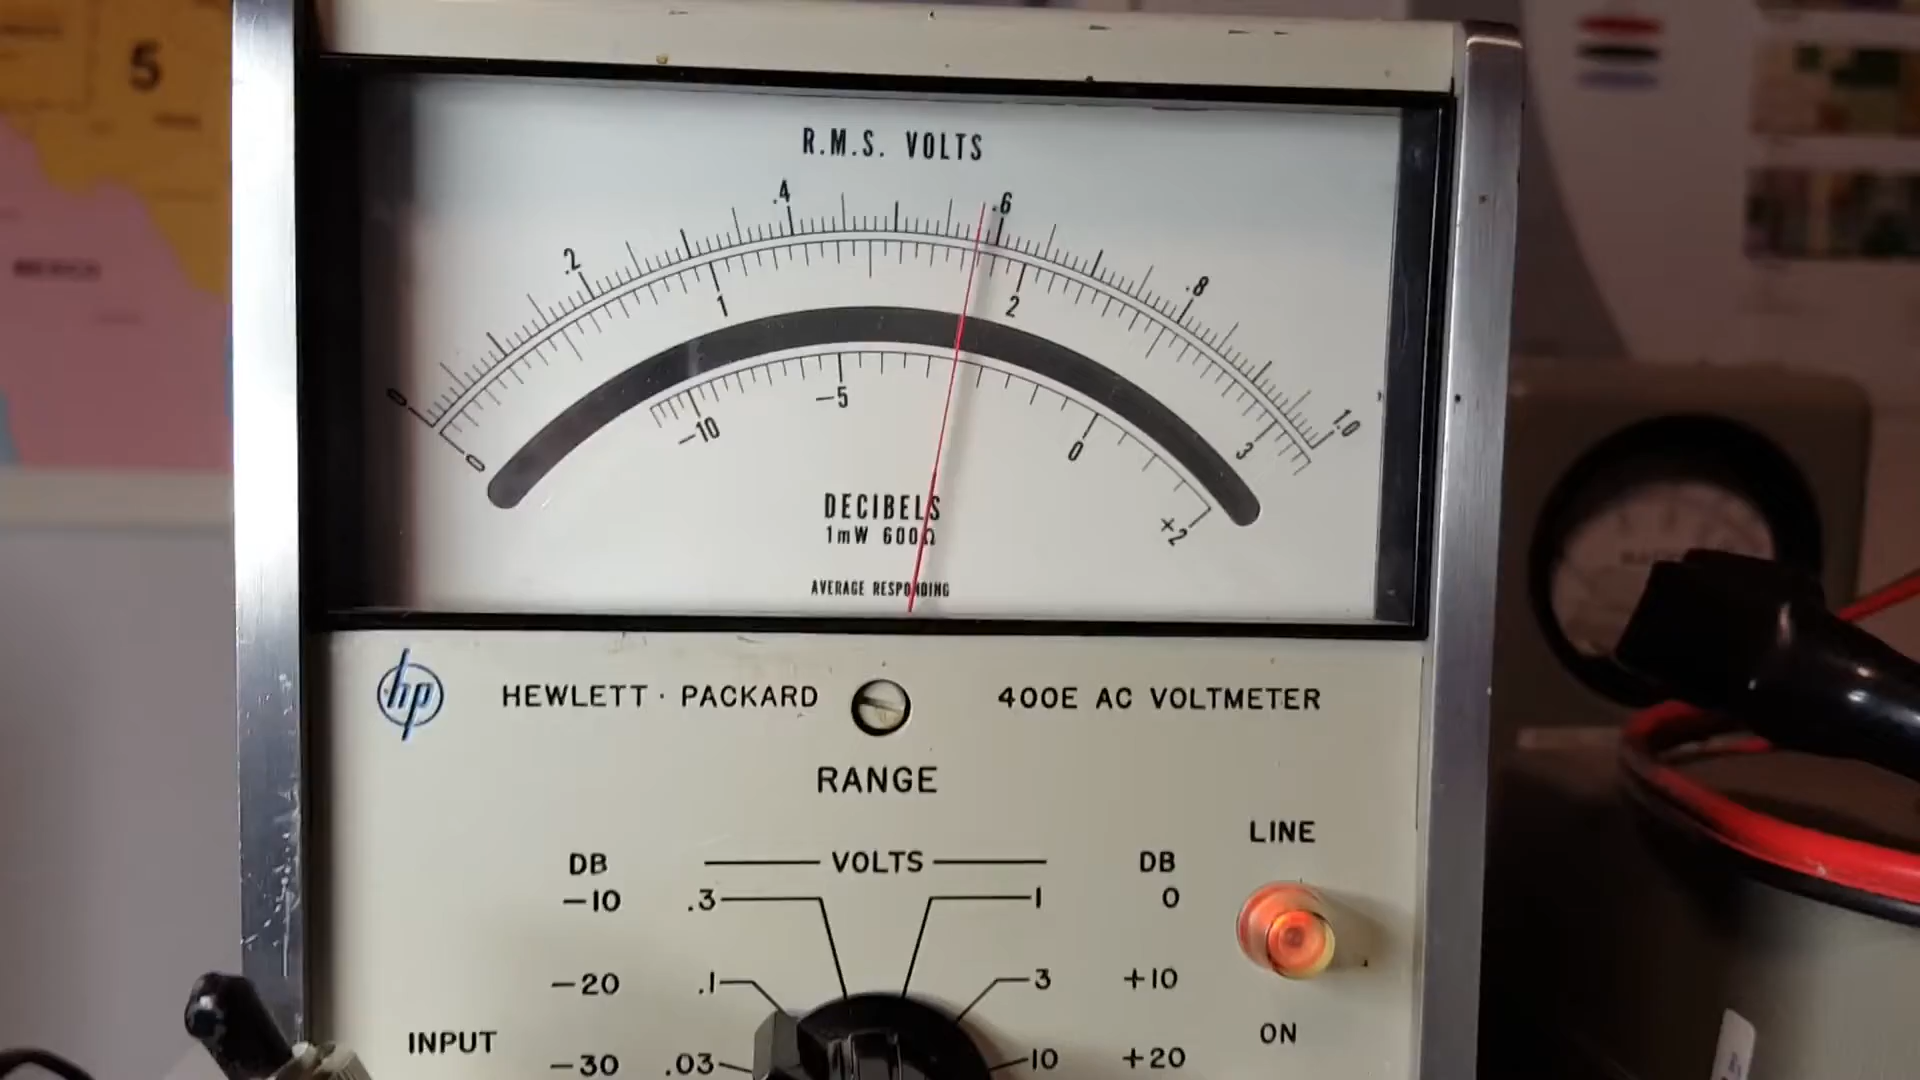 5
MEXICO
R.M.S. VOLTS
0 .2 .4 .6 .8 1.0
0 1 2 3
-10 -5 0 +2
DECIBELS
1mW 600Ω
AVERAGE RESPONDING
hp HEWLETT · PACKARD 400E AC VOLTMETER
RANGE
LINE
DB VOLTS DB
-10 .3 1 0
-20 .1 3 +10
INPUT ON
-30 .03 10 +20